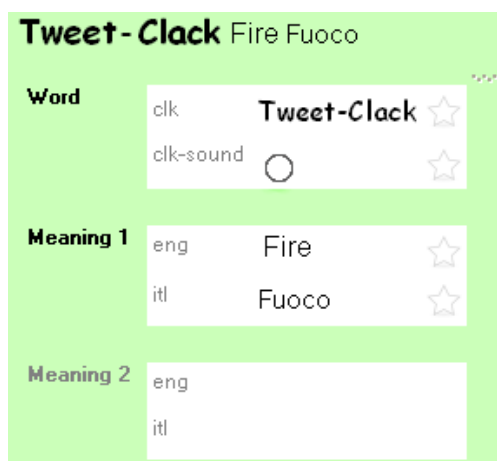 Tweet-Clack Fire Fuoco
Word
clk Tweet-Clack
clk-sound
Meaning 1
eng Fire
itl Fuoco
Meaning 2
eng
itl